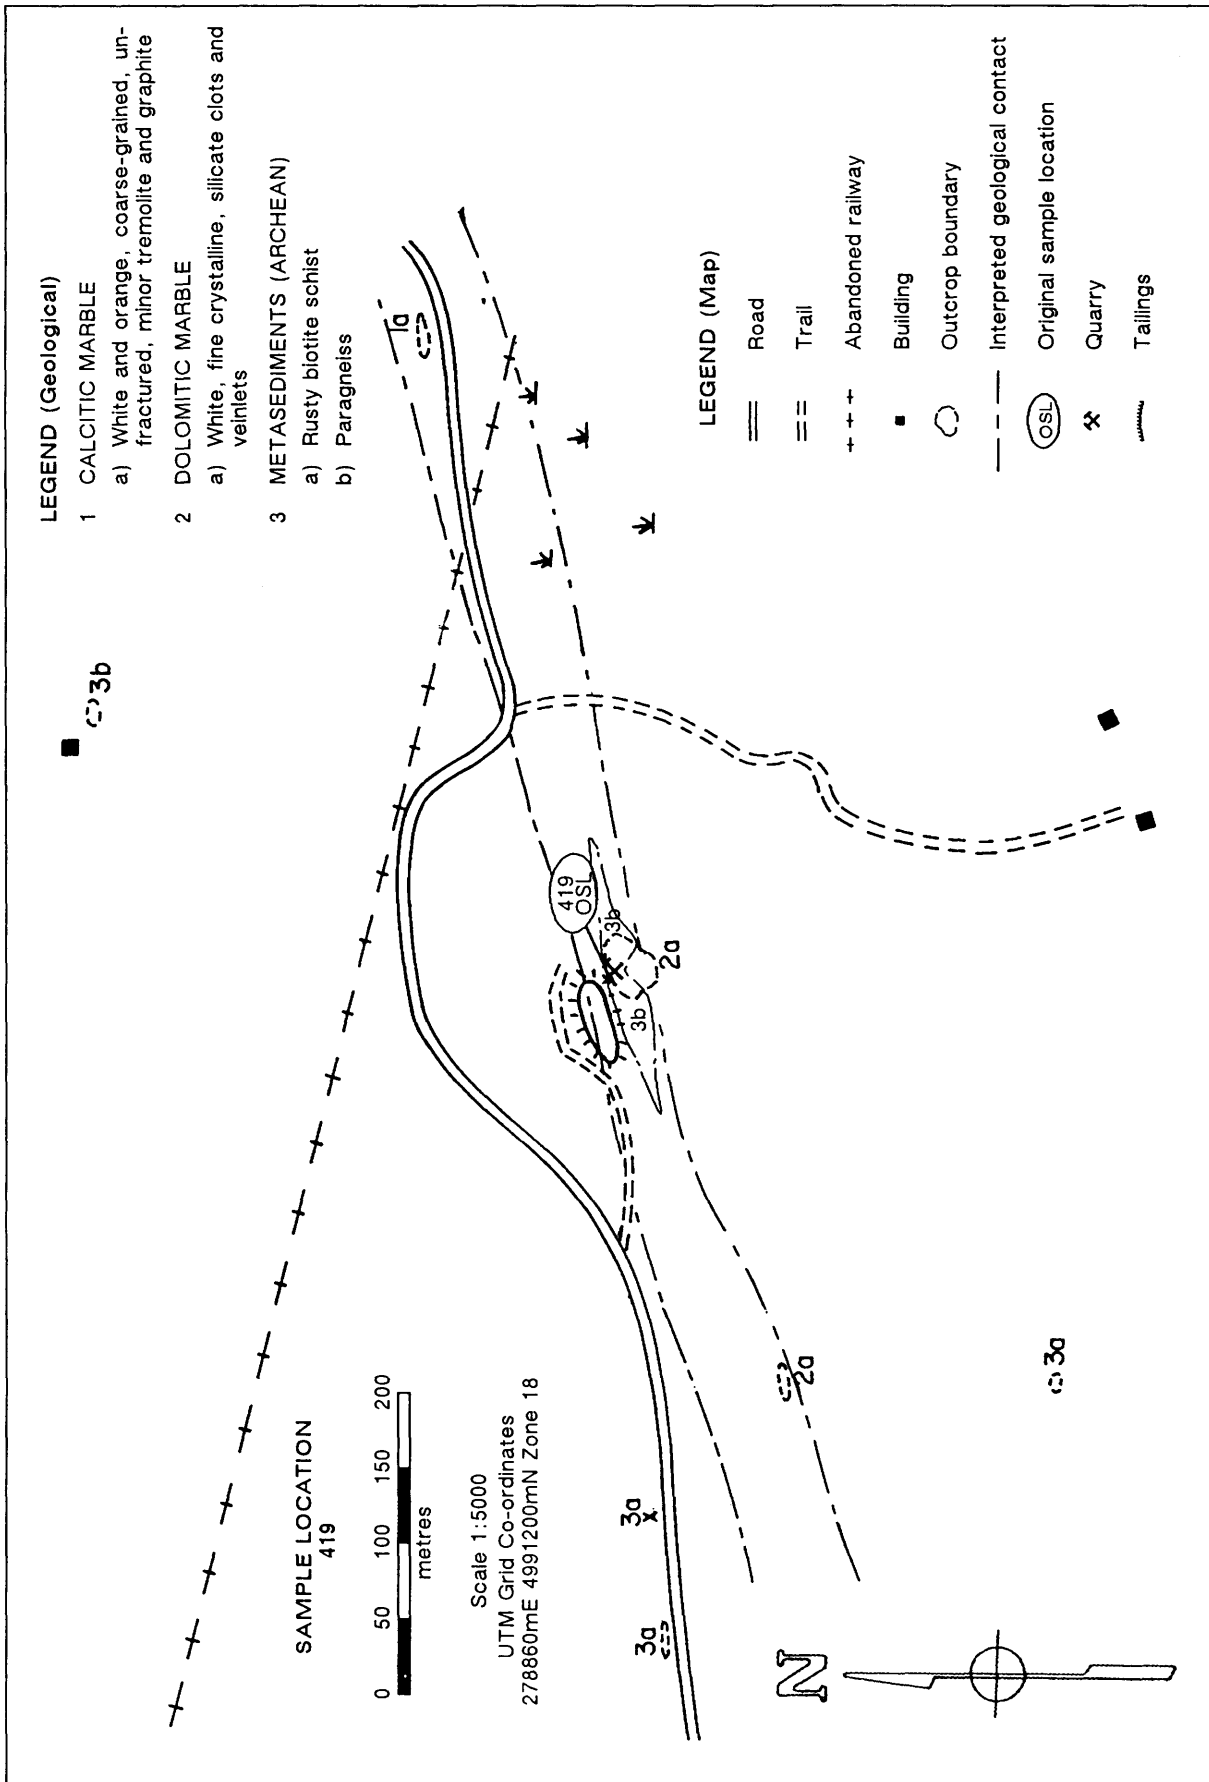 LEGEND (Geological)
1 CALCITIC MARBLE
a) White and orange, coarse-grained, un-
fractured, minor tremolite and graphite
2 DOLOMITIC MARBLE
a) White, fine crystalline, silicate clots and
veinlets
3 METASEDIMENTS (ARCHEAN)
a) Rusty biotite schist
b) Paragneiss
3b
1a
419
OSL
3b
3b
2a
2a
3a
3a
3a
SAMPLE LOCATION
419
0 50 100 150 200
metres
Scale 1:5000
UTM Grid Co-ordinates
278860mE 4991200mN Zone 18
N
LEGEND (Map)
Road
Trail
Abandoned railway
Building
Outcrop boundary
Interpreted geological contact
OSL Original sample location
Quarry
Tailings